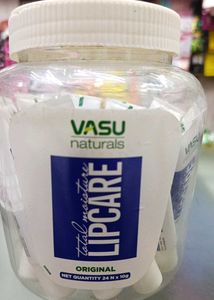 VASU
naturals
total moisture
LIPCARE
ORIGINAL
NET QUANTITY 24 N x 10g